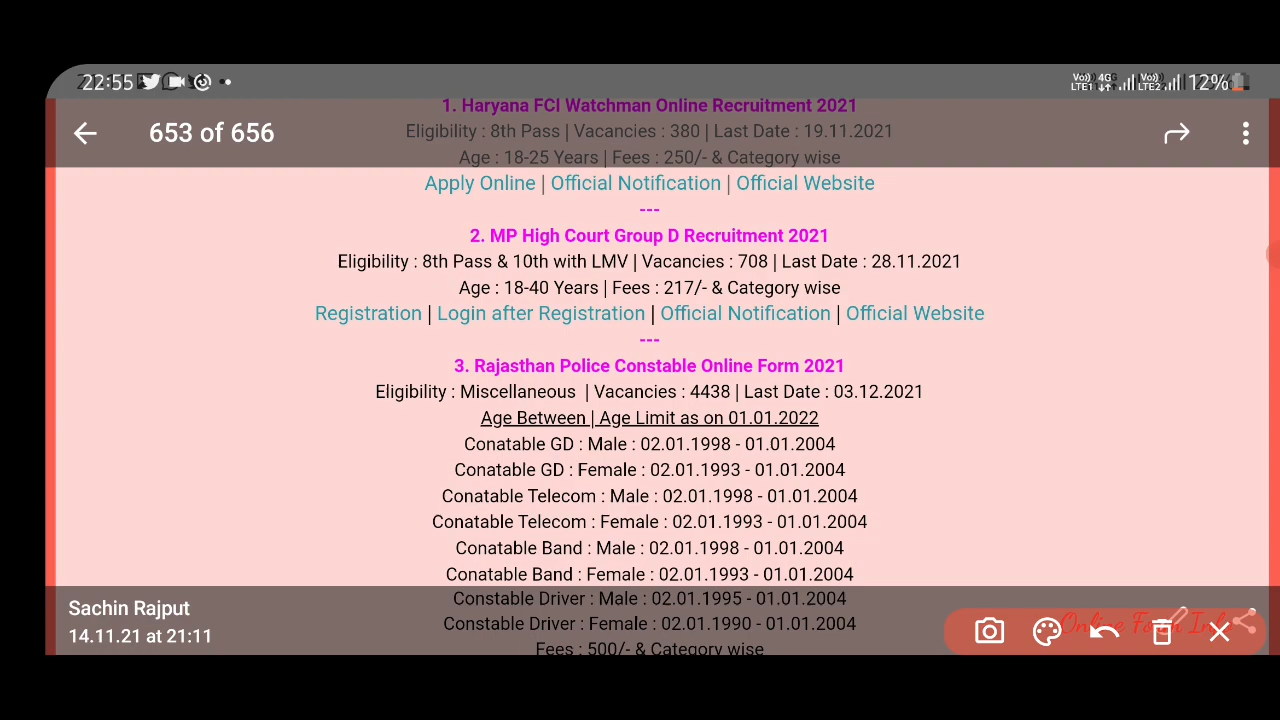 22:55
Vo)) 4G Vo))
LTE1 LTE2 12%
653 of 656
1. Haryana FCI Watchman Online Recruitment 2021
Eligibility : 8th Pass | Vacancies : 380 | Last Date : 19.11.2021
Age : 18-25 Years | Fees : 250/- & Category wise
Apply Online | Official Notification | Official Website
---
2. MP High Court Group D Recruitment 2021
Eligibility : 8th Pass & 10th with LMV | Vacancies : 708 | Last Date : 28.11.2021
Age : 18-40 Years | Fees : 217/- & Category wise
Registration | Login after Registration | Official Notification | Official Website
---
3. Rajasthan Police Constable Online Form 2021
Eligibility : Miscellaneous | Vacancies : 4438 | Last Date : 03.12.2021
Age Between | Age Limit as on 01.01.2022
Conatable GD : Male : 02.01.1998 - 01.01.2004
Conatable GD : Female : 02.01.1993 - 01.01.2004
Conatable Telecom : Male : 02.01.1998 - 01.01.2004
Conatable Telecom : Female : 02.01.1993 - 01.01.2004
Conatable Band : Male : 02.01.1998 - 01.01.2004
Conatable Band : Female : 02.01.1993 - 01.01.2004
Constable Driver : Male : 02.01.1995 - 01.01.2004
Constable Driver : Female : 02.01.1990 - 01.01.2004
Fees : 500/- & Category wise
Sachin Rajput
14.11.21 at 21:11
Online Form